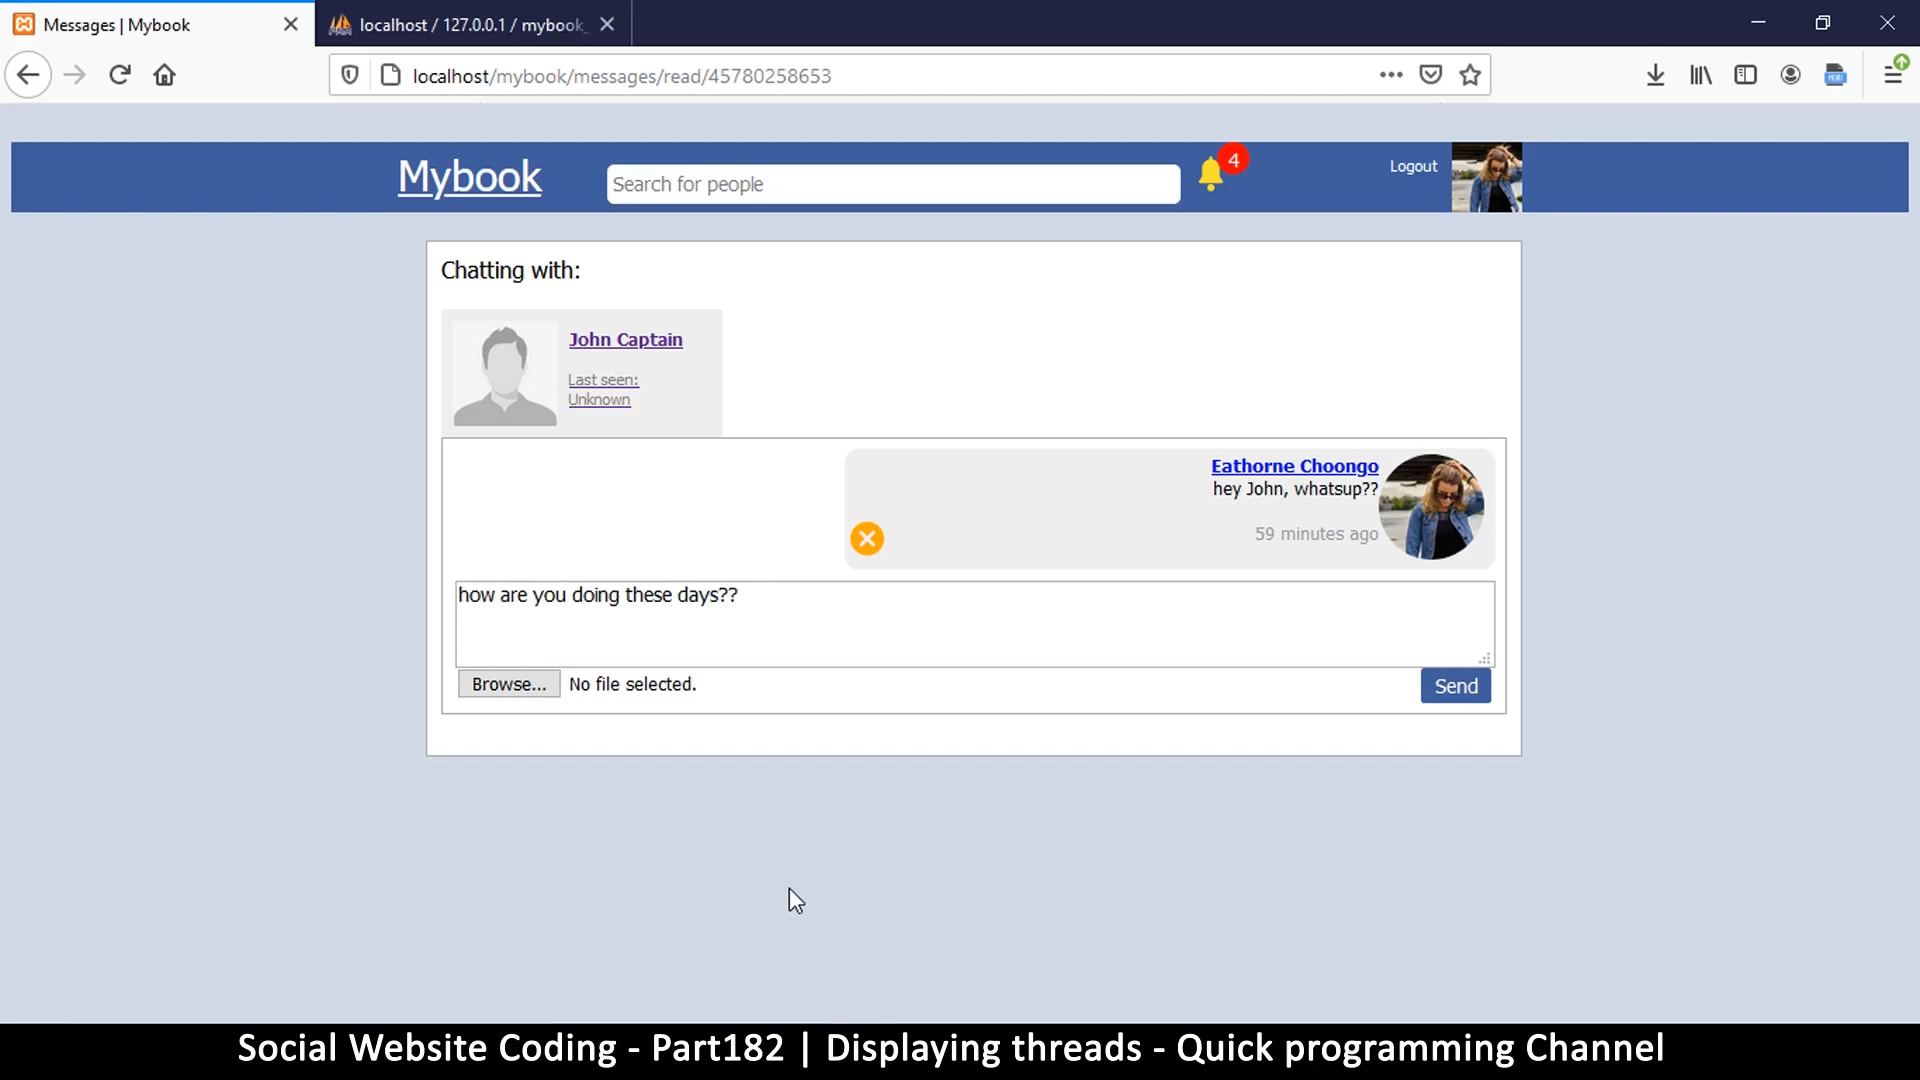 Messages | Mybook
localhost / 127.0.0.1 / mybook_
localhost/mybook/messages/read/45780258653
Mybook
Search for people
4
Logout
Chatting with:
John Captain
Last seen:
Unknown
Eathorne Choongo
hey John, whatsup??
59 minutes ago
how are you doing these days??
Browse... No file selected.
Send
Social Website Coding - Part182 | Displaying threads - Quick programming Channel